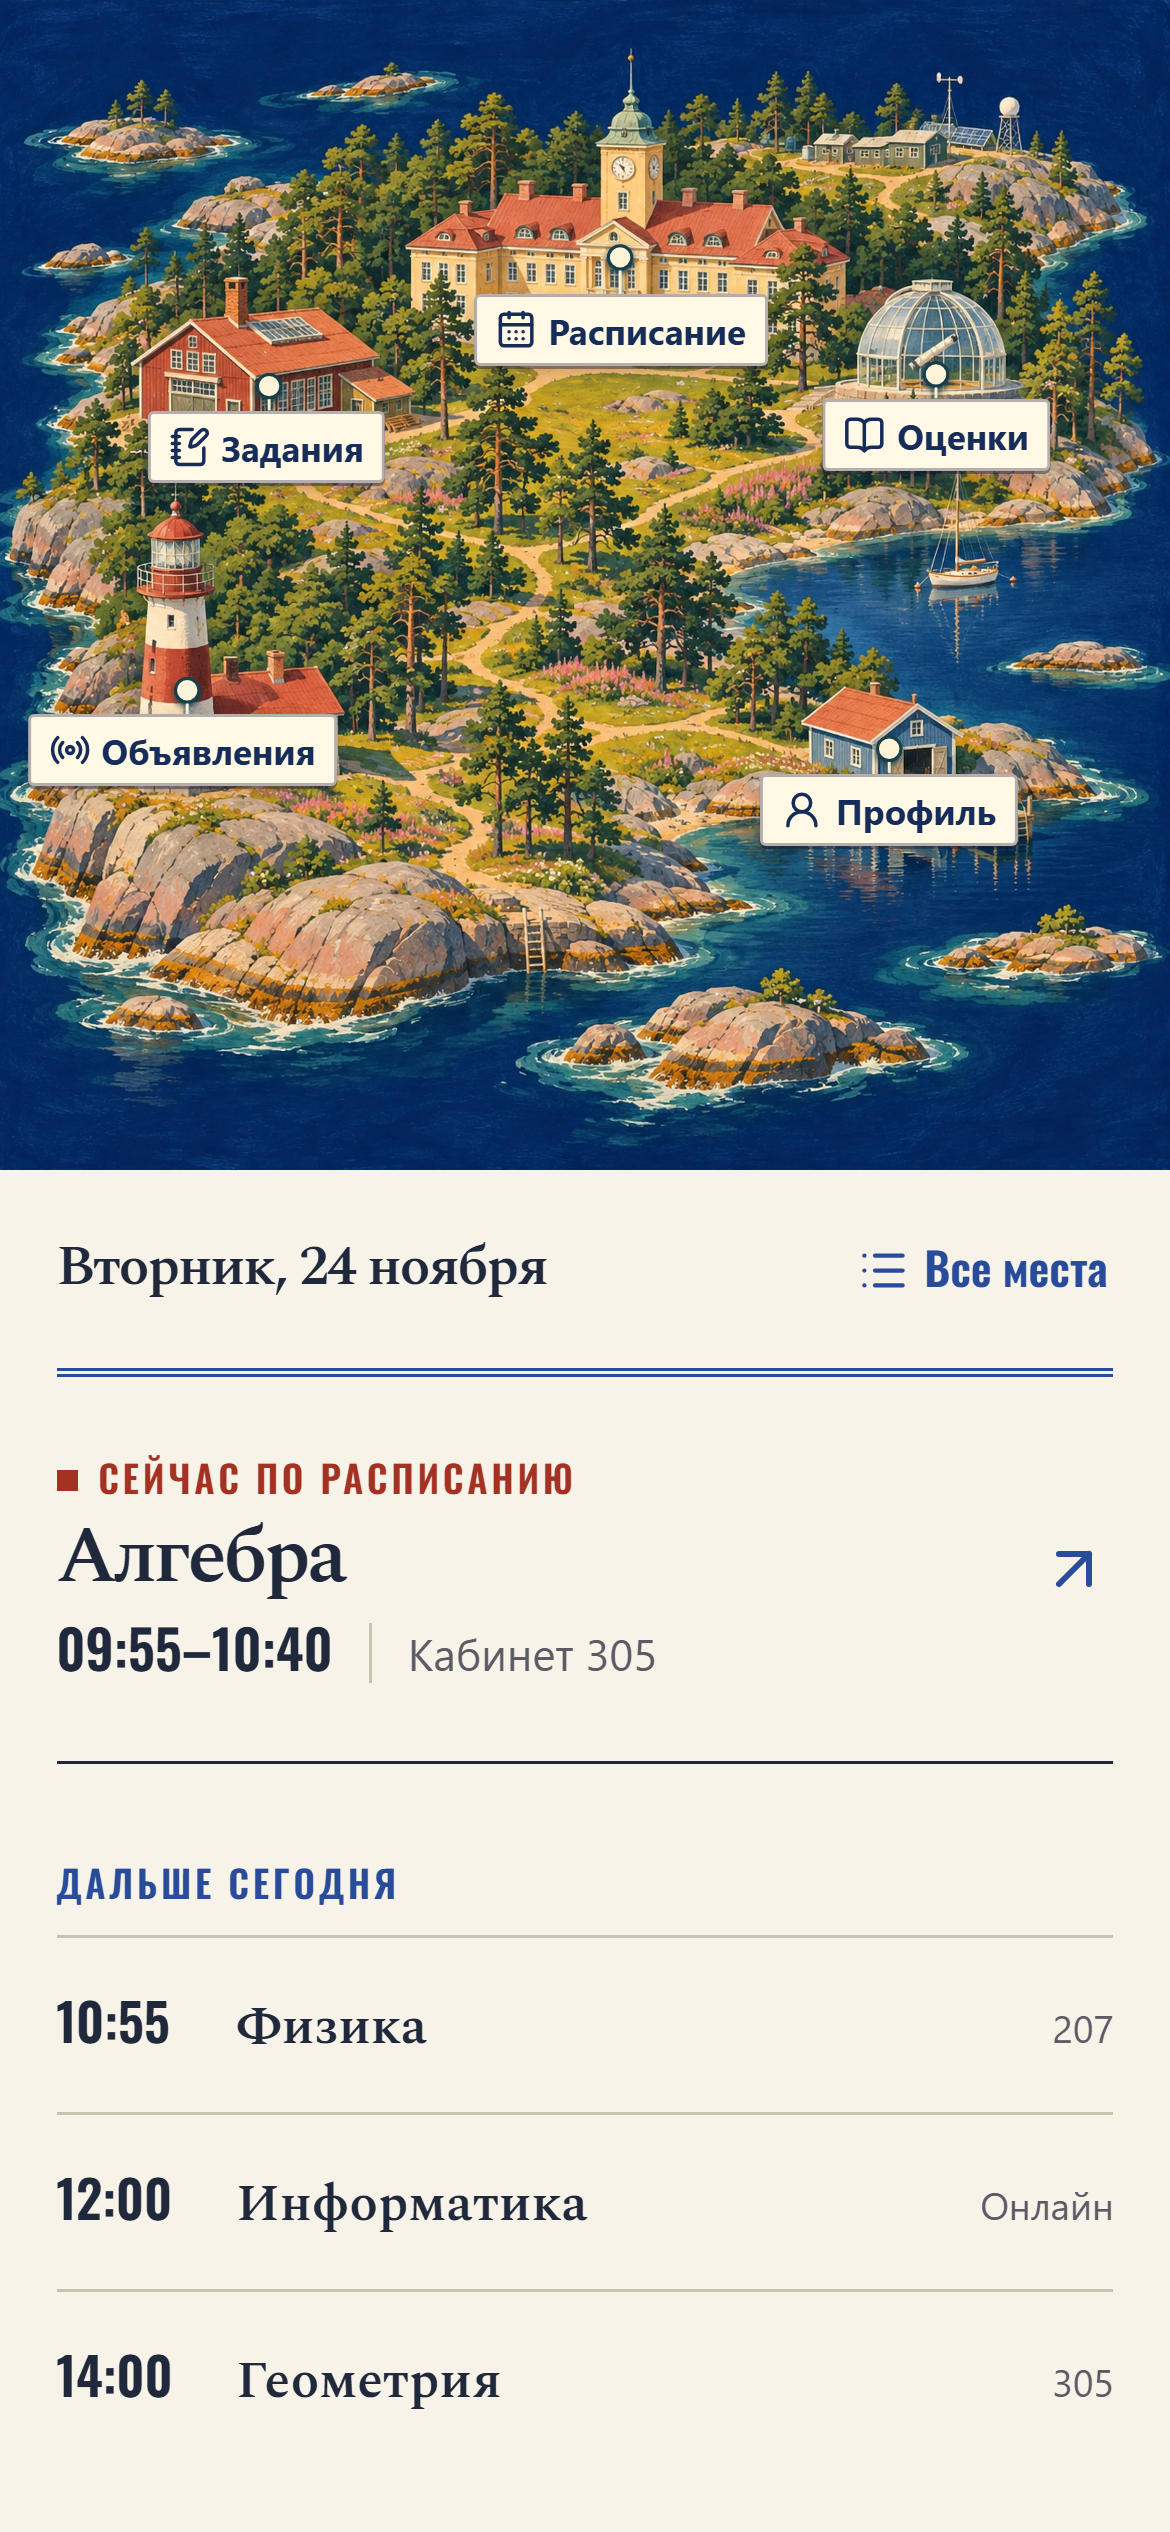 Расписание
Задания
Оценки
Объявления
Профиль
Вторник, 24 ноября
Все места
СЕЙЧАС ПО РАСПИСАНИЮ
Алгебра
09:55–10:40
Кабинет 305
ДАЛЬШЕ СЕГОДНЯ
10:55 Физика 207
12:00 Информатика Онлайн
14:00 Геометрия 305